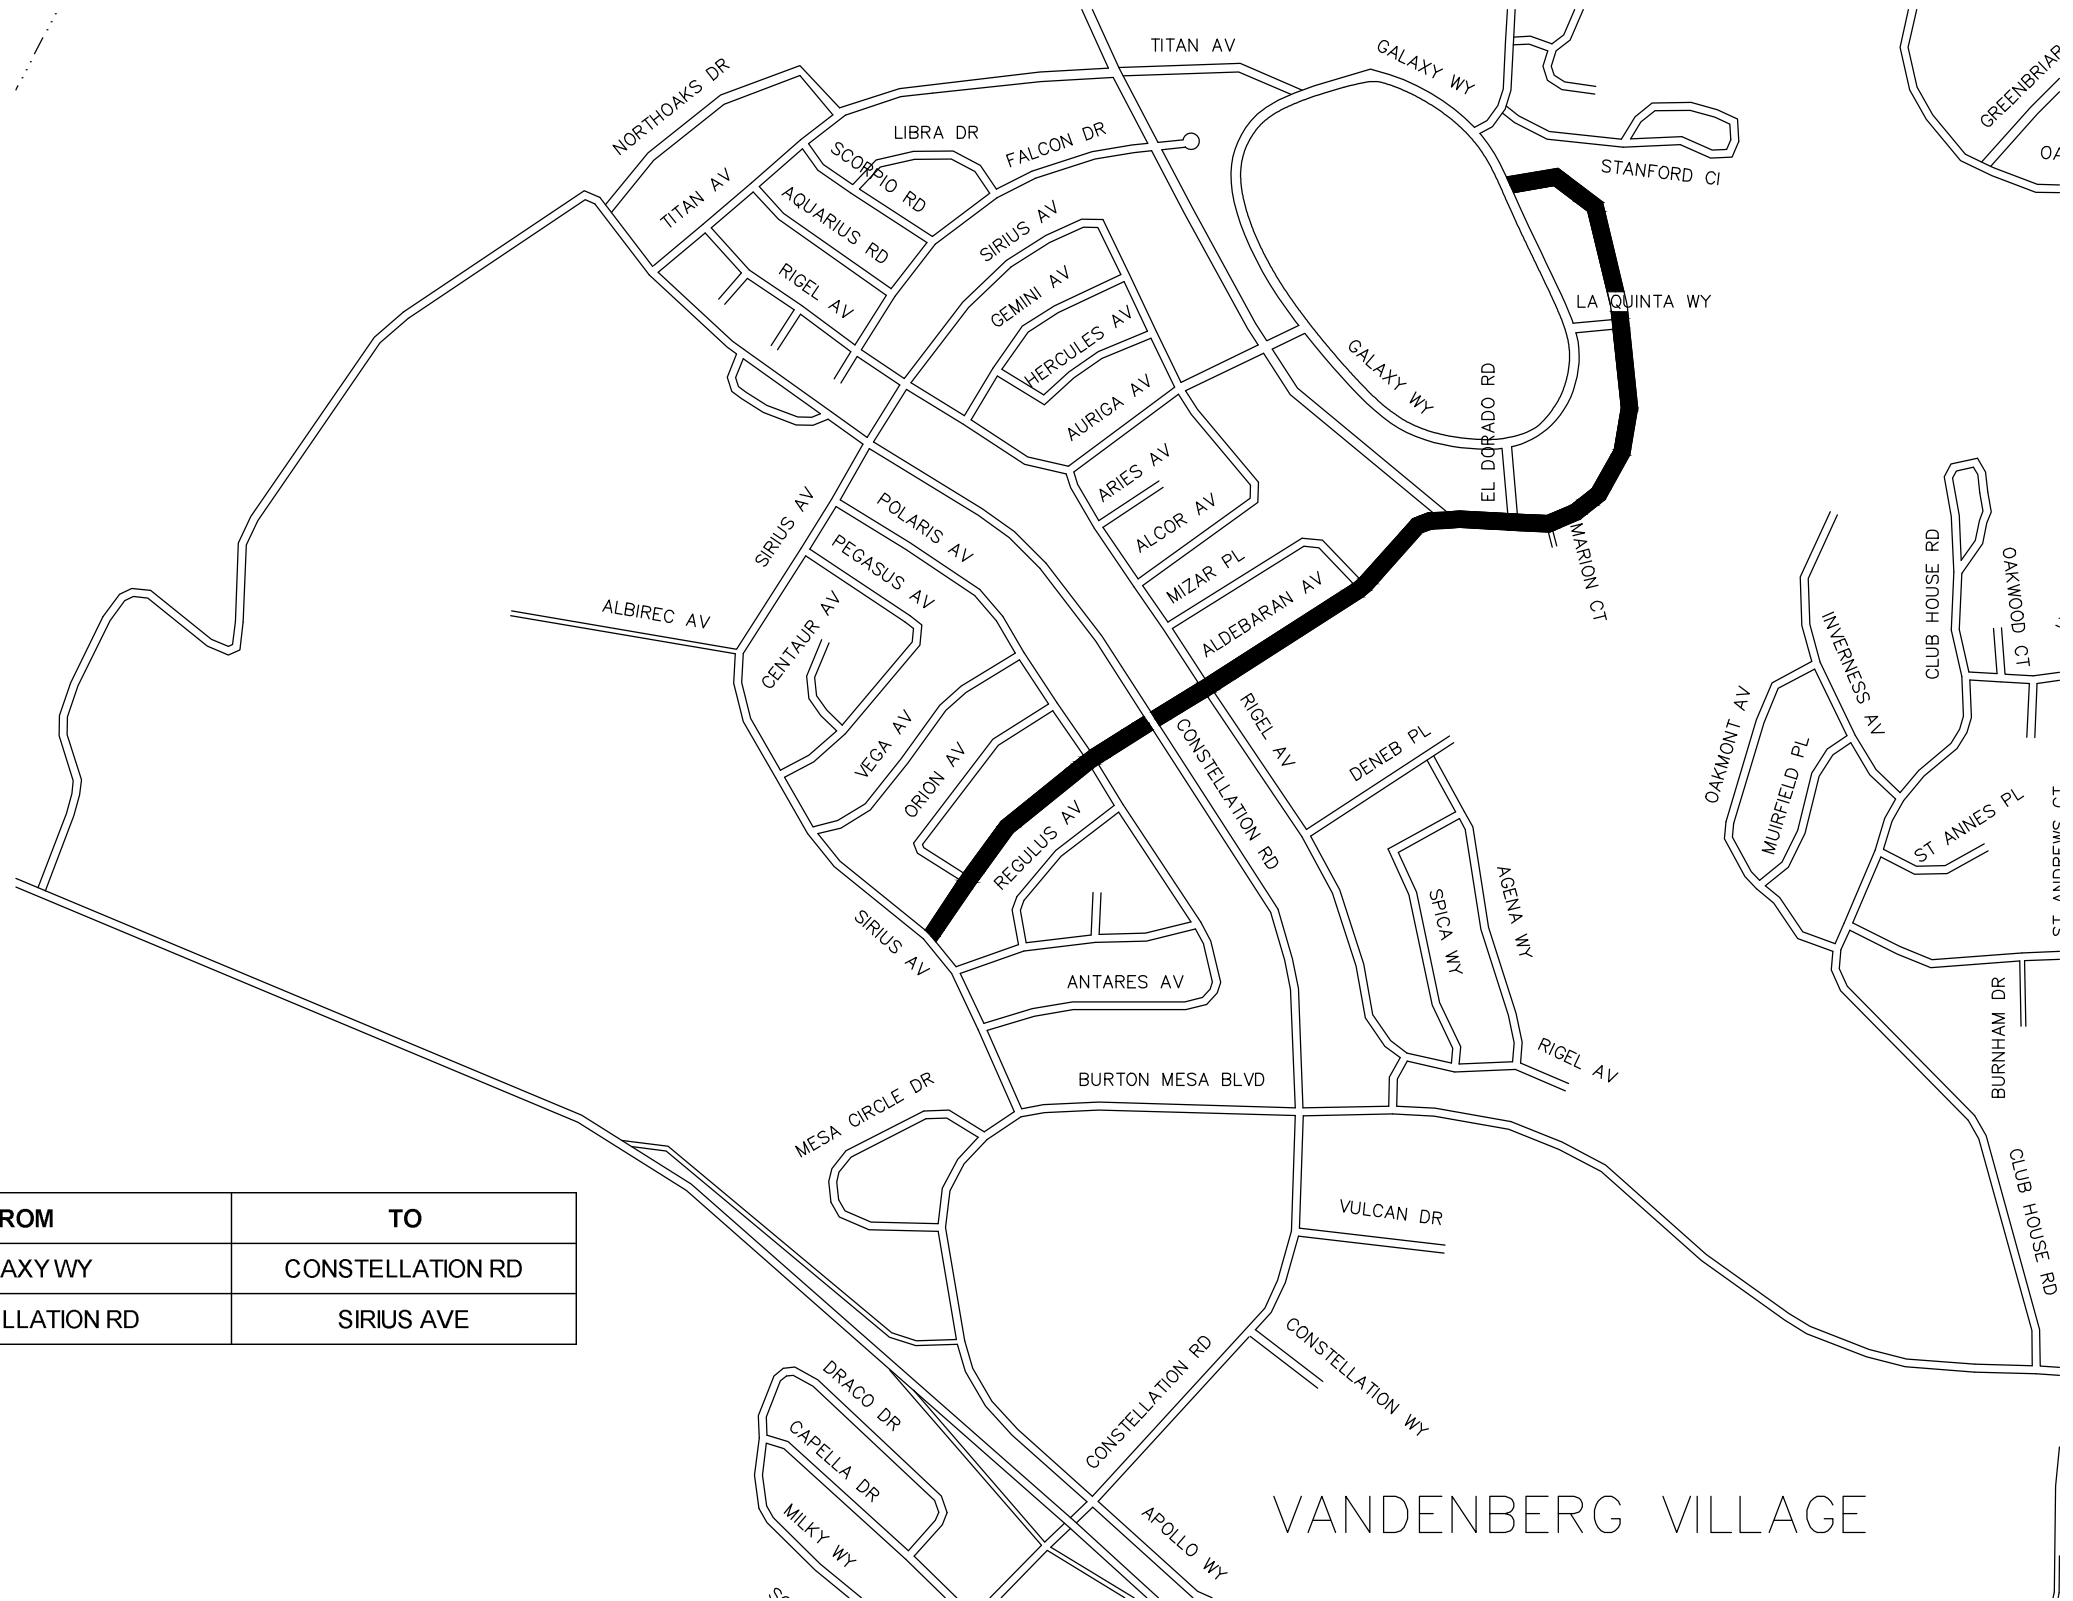 TITAN AV
GALAXY WY
NORTHOAKS DR
GREENBRIAR
LIBRA DR
FALCON DR
SCORPIO RD
STANFORD CI
TITAN AV
AQUARIUS RD
SIRIUS AV
RIGEL AV
GEMINI AV
LA QUINTA WY
HERCULES AV
GALAXY WY
EL DORADO RD
AURIGA AV
ARIES AV
SIRIUS AV
POLARIS AV
ALCOR AV
PEGASUS AV
MIZAR PL
MARION CT
CLUB HOUSE RD
OAKWOOD CT
ALBIREC AV
CENTAUR AV
ALDEBARAN AV
INVERNESS AV
RIGEL AV
OAKMONT AV
VEGA AV
ORION AV
CONSTELLATION RD
DENEB PL
MUIRFIELD PL
ST ANNES PL
ST ANDREWS CT
REGULUS AV
AGENA WY
SPICA WY
SIRIUS AV
ANTARES AV
BURNHAM DR
RIGEL AV
BURTON MESA BLVD
MESA CIRCLE DR
CLUB HOUSE RD
VULCAN DR
ROM TO
AXY WY CONSTELLATION RD
LLATION RD SIRIUS AVE
CONSTELLATION RD
CONSTELLATION WY
DRACO DR
CAPELLA DR
MILKY WY
APOLLO WY
VANDENBERG VILLAGE